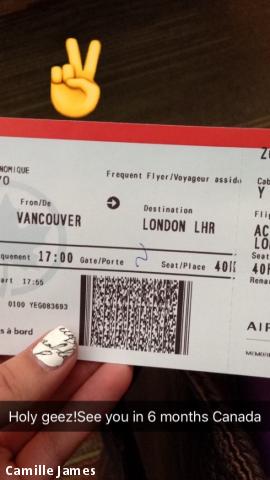 NOMIQUE
Frequent Flyer/Voyageur assid
From/De
Destination
VANCOUVER
LONDON LHR
quement 17:00 Gate/Porte Seat/Place 40
art 17:55
0100 YEG083693
s à bord
Cab
Y
Fli
AC
LO
Seat
40
Rema
AI
Holy geez!See you in 6 months Canada
Camille James